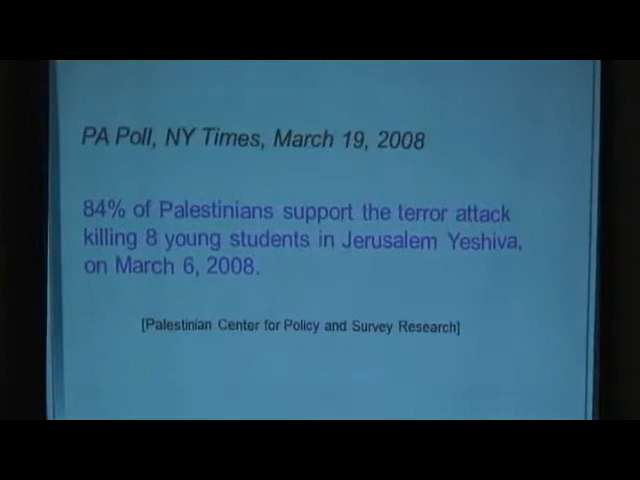 PA Poll, NY Times, March 19, 2008
84% of Palestinians support the terror attack
killing 8 young students in Jerusalem Yeshiva,
on March 6, 2008.
[Palestinian Center for Policy and Survey Research]